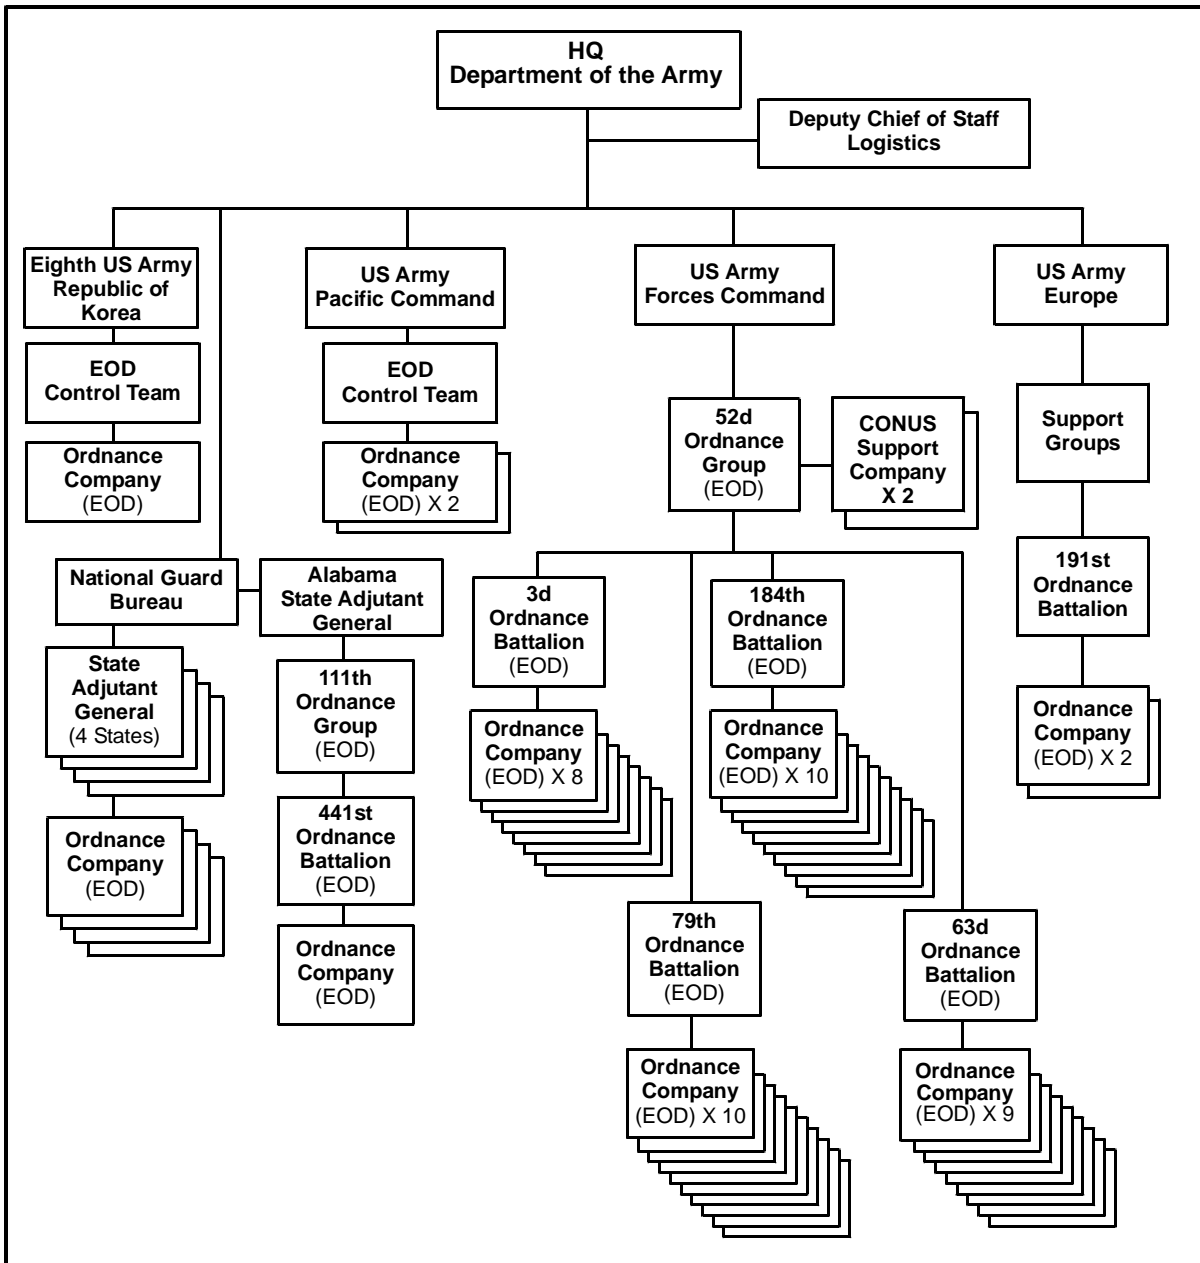 HQ
Department of the Army
Deputy Chief of Staff
Logistics
Eighth US Army
Republic of
Korea
US Army
Pacific Command
US Army
Forces Command
US Army
Europe
EOD
Control Team
EOD
Control Team
52d
Ordnance
Group
(EOD)
CONUS
Support
Company
X 2
Support
Groups
Ordnance
Company
(EOD)
Ordnance
Company
(EOD) X 2
National Guard
Bureau
Alabama
State Adjutant
General
3d
Ordnance
Battalion
(EOD)
184th
Ordnance
Battalion
(EOD)
191st
Ordnance
Battalion
State
Adjutant
General
(4 States)
111th
Ordnance
Group
(EOD)
Ordnance
Company
(EOD) X 8
Ordnance
Company
(EOD) X 10
Ordnance
Company
(EOD) X 2
Ordnance
Company
(EOD)
441st
Ordnance
Battalion
(EOD)
Ordnance
Company
(EOD)
79th
Ordnance
Battalion
(EOD)
63d
Ordnance
Battalion
(EOD)
Ordnance
Company
(EOD) X 10
Ordnance
Company
(EOD) X 9